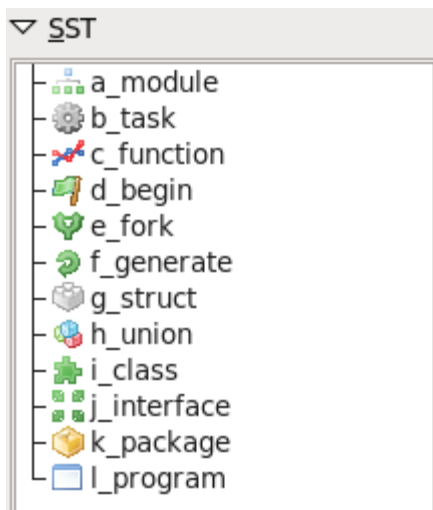 SST
a_module
b_task
c_function
d_begin
e_fork
f_generate
g_struct
h_union
i_class
j_interface
k_package
l_program